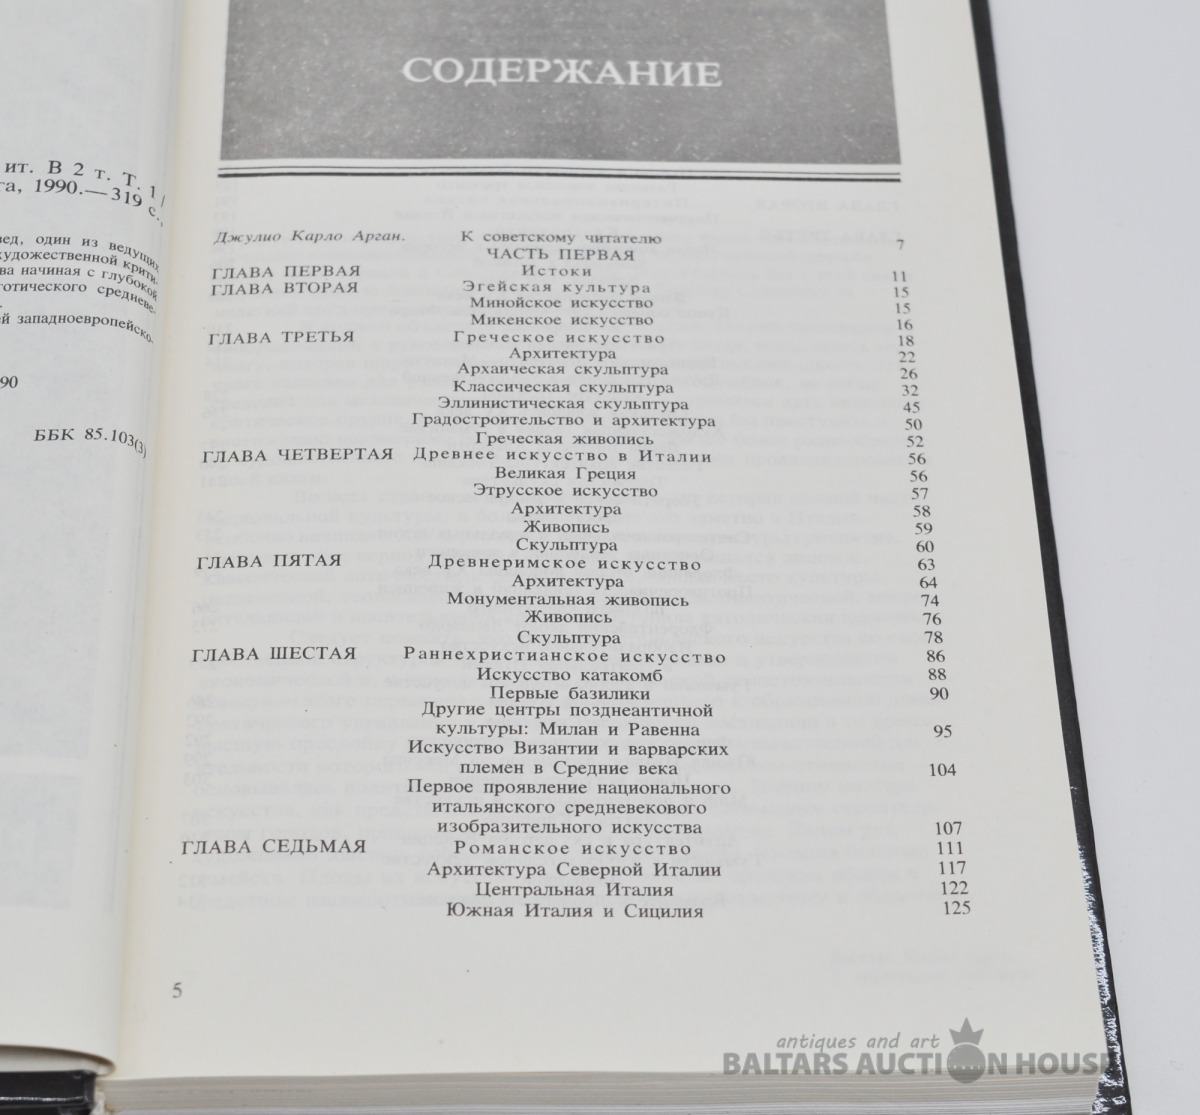 ит. В 2 т. Т. 1 /
га, 1990.—319 с.,
вед, один из ведущих
художественной крити-
ва начиная с глубокой
готического средневе-
ей западноевропейско-
90
ББК 85.103(3)
СОДЕРЖАНИЕ
Джулио Карло Арган. К советскому читателю 7
ЧАСТЬ ПЕРВАЯ
ГЛАВА ПЕРВАЯ Истоки 11
ГЛАВА ВТОРАЯ Эгейская культура 15
Минойское искусство 15
Микенское искусство 16
ГЛАВА ТРЕТЬЯ Греческое искусство 18
Архитектура 22
Архаическая скульптура 26
Классическая скульптура 32
Эллинистическая скульптура 45
Градостроительство и архитектура 50
Греческая живопись 52
ГЛАВА ЧЕТВЕРТАЯ Древнее искусство в Италии 56
Великая Греция 56
Этрусское искусство 57
Архитектура 58
Живопись 59
Скульптура 60
ГЛАВА ПЯТАЯ Древнеримское искусство 63
Архитектура 64
Монументальная живопись 74
Живопись 76
Скульптура 78
ГЛАВА ШЕСТАЯ Раннехристианское искусство 86
Искусство катакомб 88
Первые базилики 90
Другие центры позднеантичной
культуры: Милан и Равенна 95
Искусство Византии и варварских
племен в Средние века 104
Первое проявление национального
итальянского средневекового
изобразительного искусства 107
ГЛАВА СЕДЬМАЯ Романское искусство 111
Архитектура Северной Италии 117
Центральная Италия 122
Южная Италия и Сицилия 125
5
antiques and art
BALTARS AUCTION HOUSE